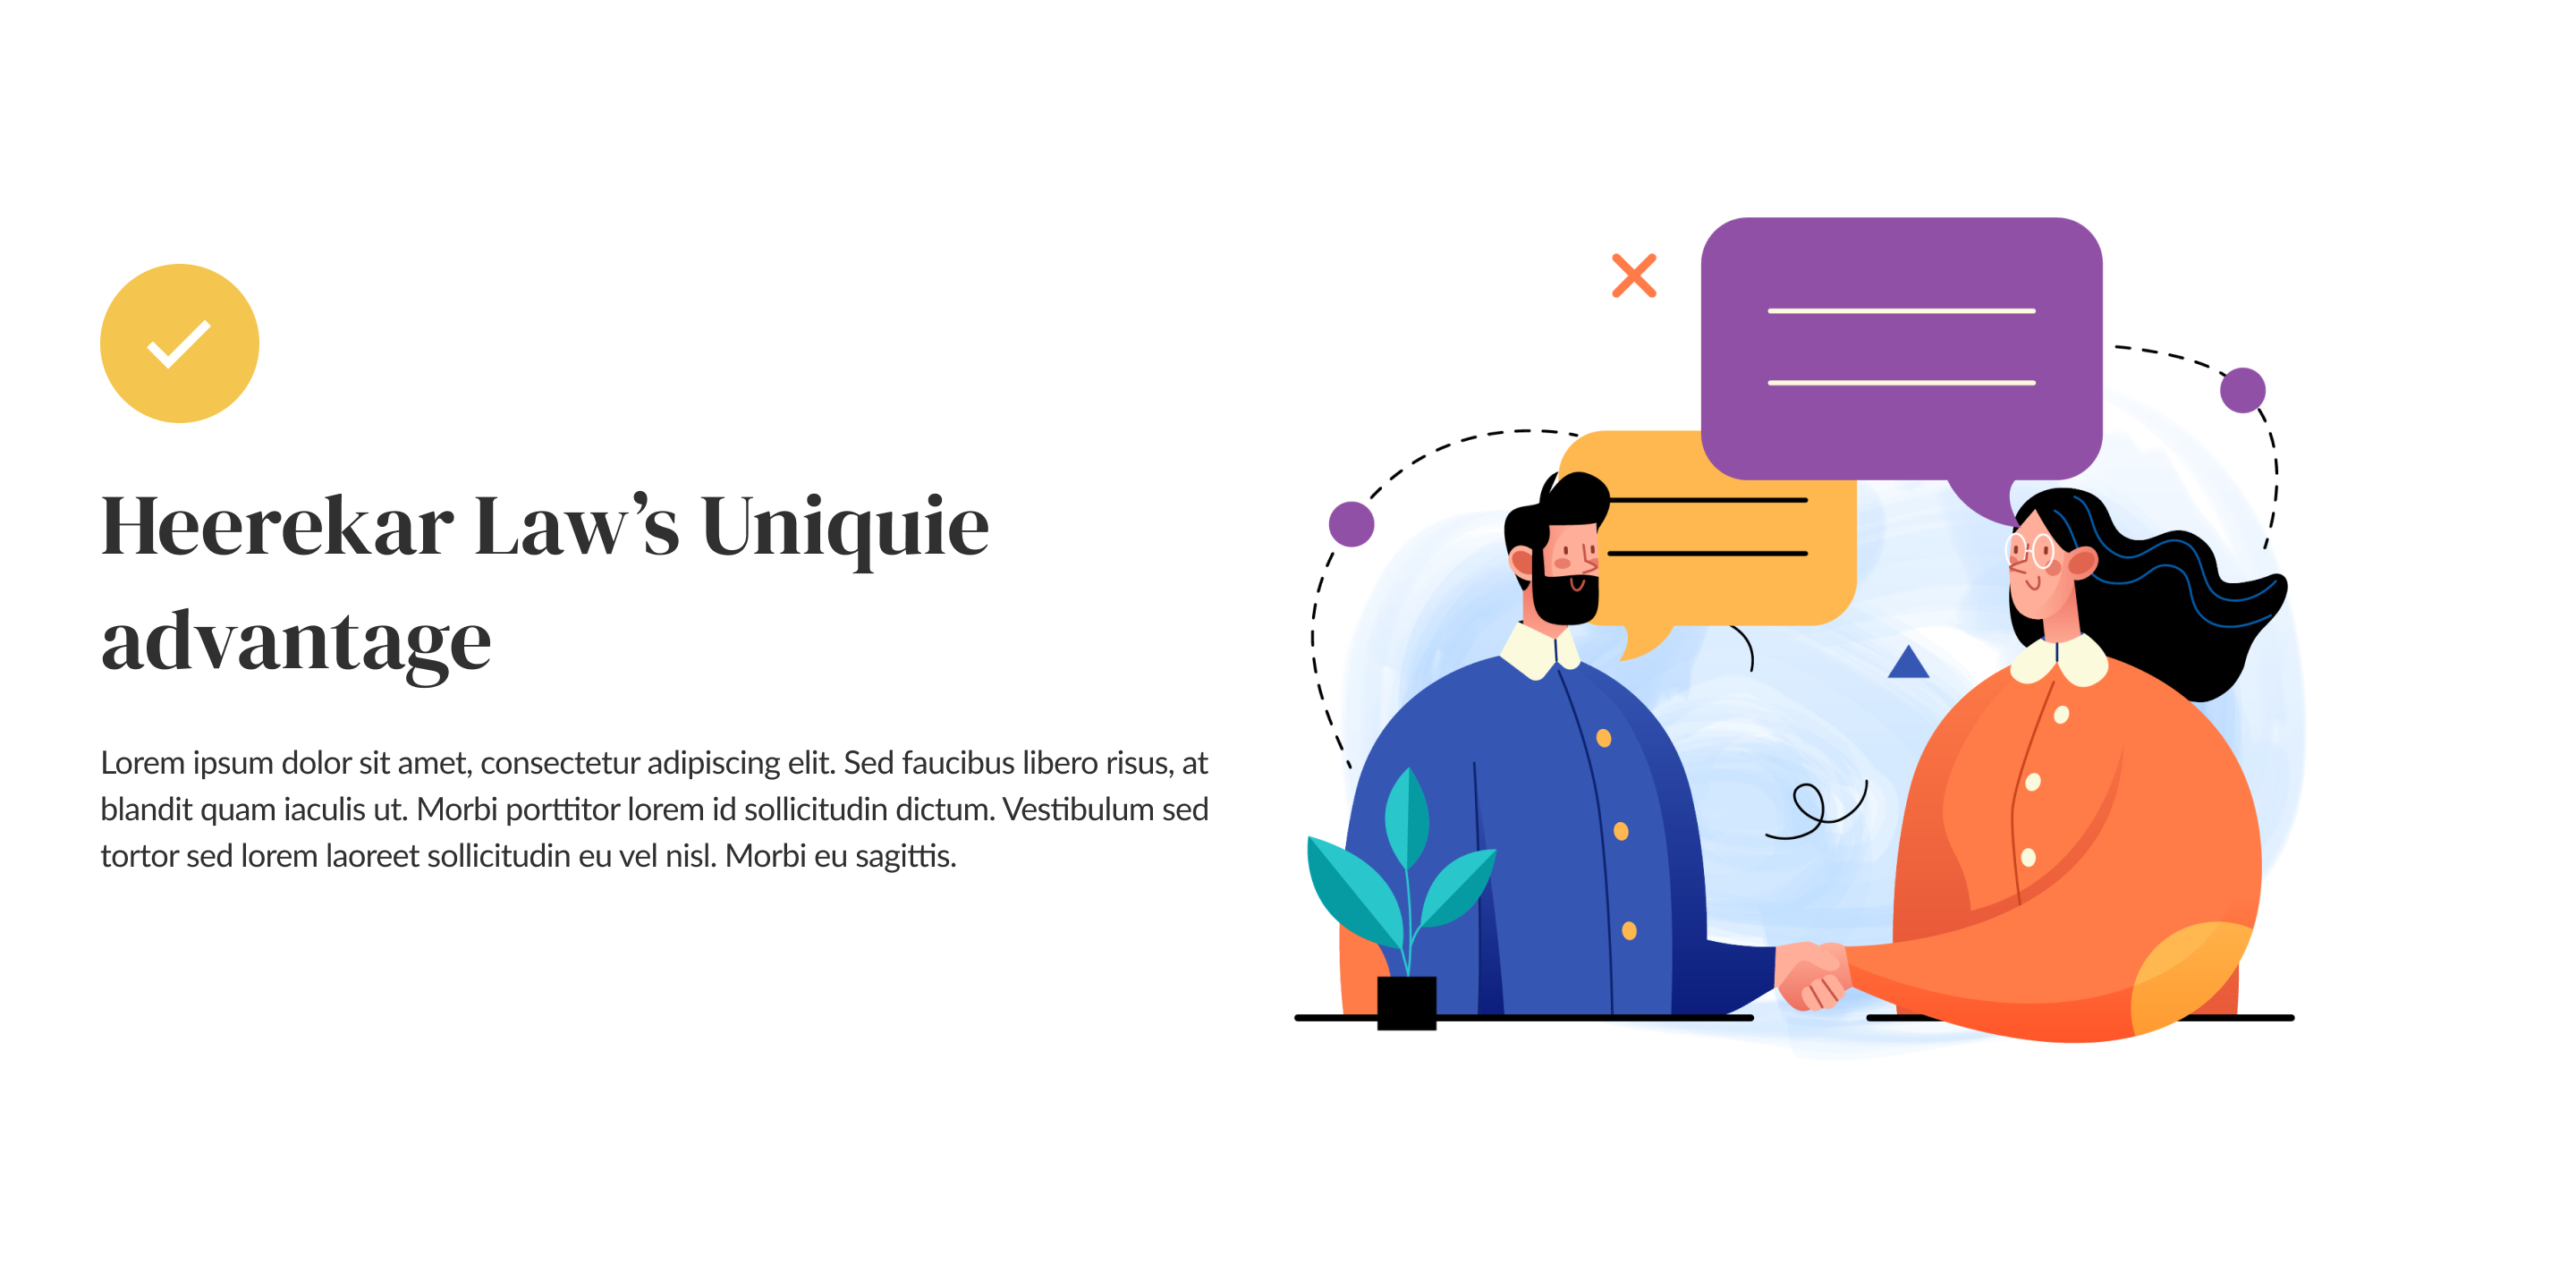 Heerekar Law’s Uniquie
advantage
Lorem ipsum dolor sit amet, consectetur adipiscing elit. Sed faucibus libero risus, at
blandit quam iaculis ut. Morbi porttitor lorem id sollicitudin dictum. Vestibulum sed
tortor sed lorem laoreet sollicitudin eu vel nisl. Morbi eu sagittis.